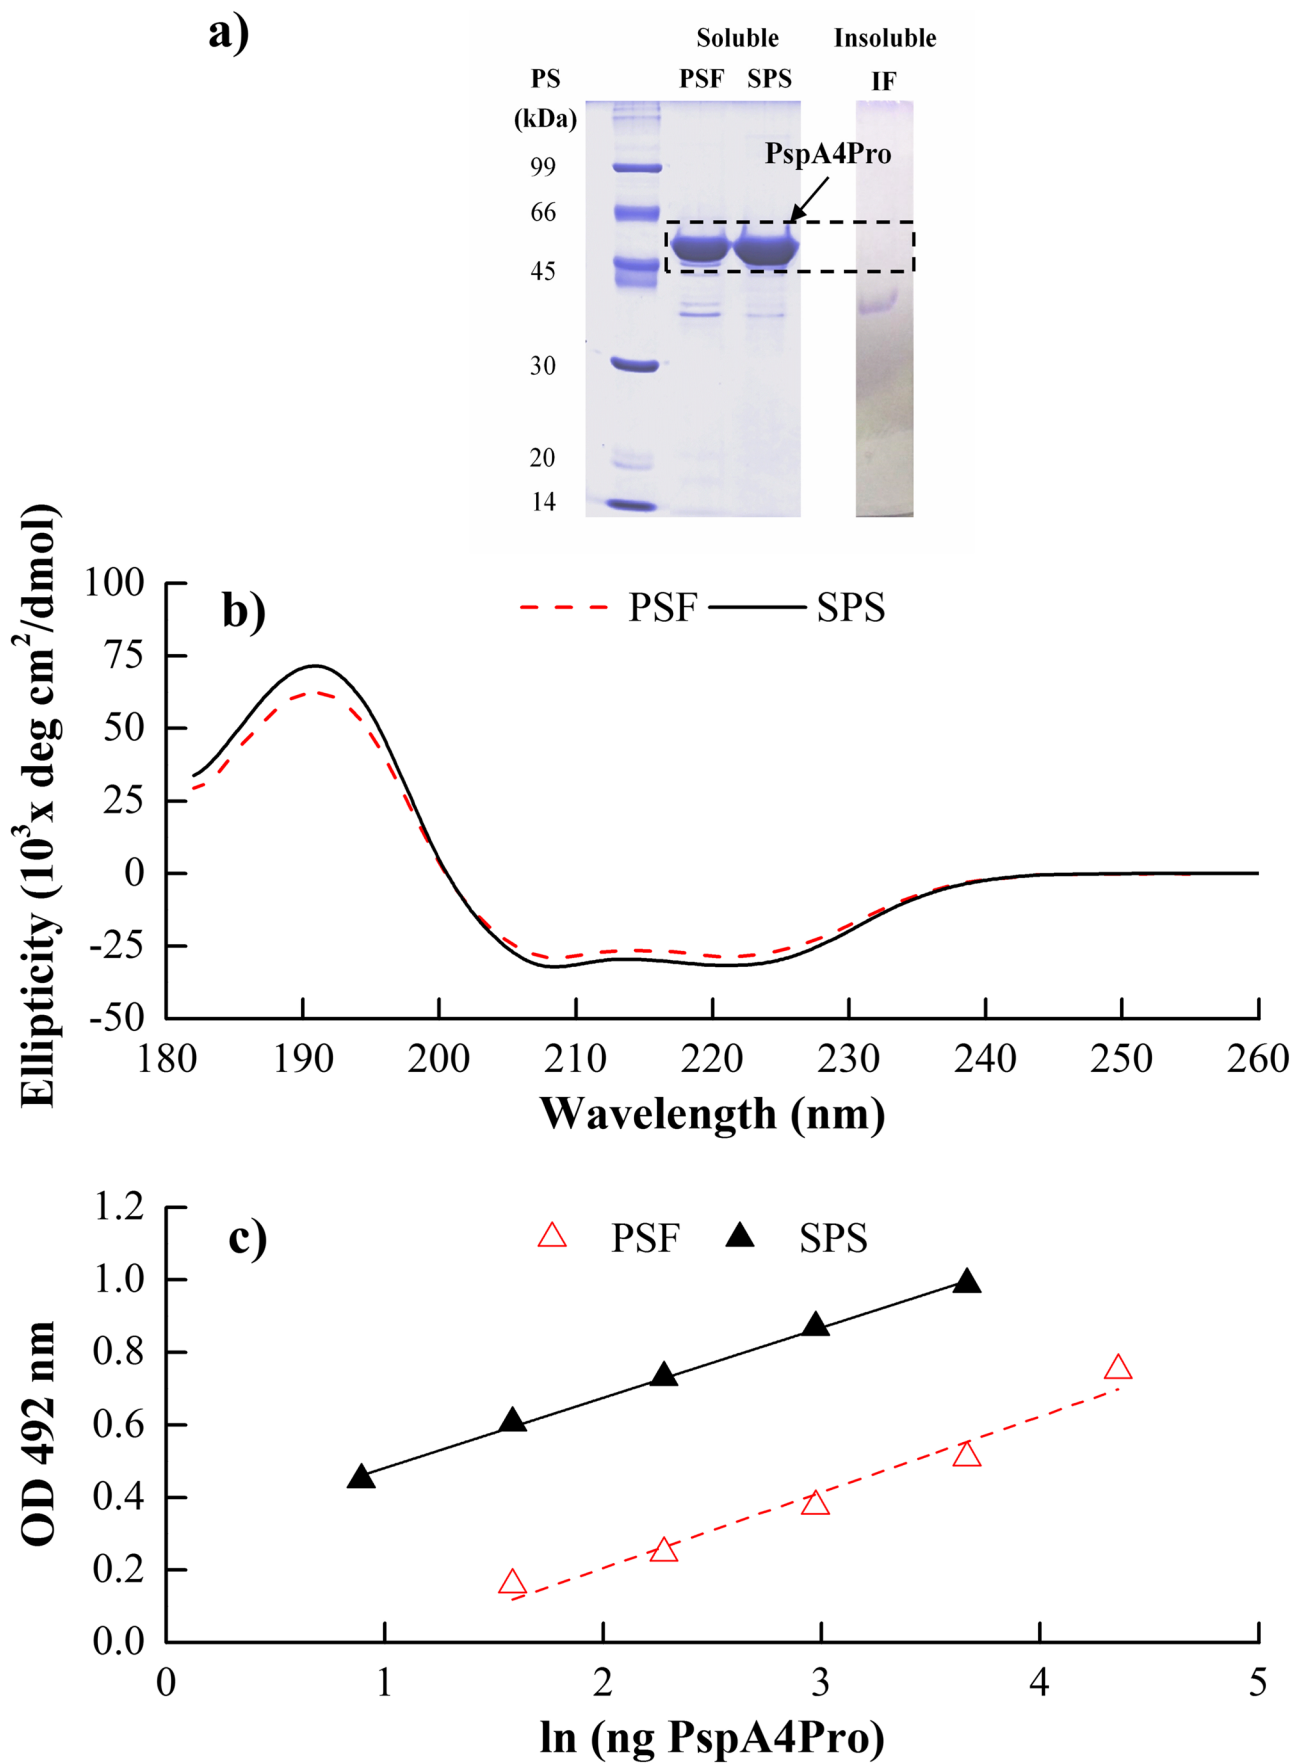 a)
Soluble Insoluble
PS PSF SPS IF
(kDa)
PspA4Pro
99
66
45
30
20
14
b)
PSF SPS
Ellipticity (10³x deg cm²/dmol)
100
75
50
25
0
-25
-50
180 190 200 210 220 230 240 250 260
Wavelength (nm)
c)
PSF SPS
OD 492 nm
1.2
1.0
0.8
0.6
0.4
0.2
0.0
0 1 2 3 4 5
ln (ng PspA4Pro)